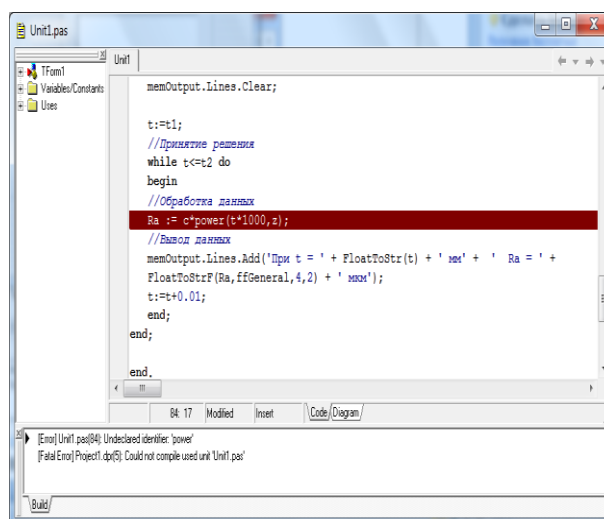 Unit1.pas
Unit1
TForm1
Variables/Constants
Uses
memOutput.Lines.Clear;
t:=t1;
//Принятие решения
while t<=t2 do
begin
//Обработка данных
Ra := c*power(t*1000,z);
//Вывод данных
memOutput.Lines.Add('При t = ' + FloatToStr(t) + ' мм' + '  Ra = ' +
FloatToStrF(Ra,ffGeneral,4,2) + ' мкм');
t:=t+0.01;
end;
end;
end.
84: 17 Modified Insert Code Diagram
[Error] Unit1.pas(84): Undeclared identifier: 'power'
[Fatal Error] Project1.dpr(5): Could not compile used unit 'Unit1.pas'
Build